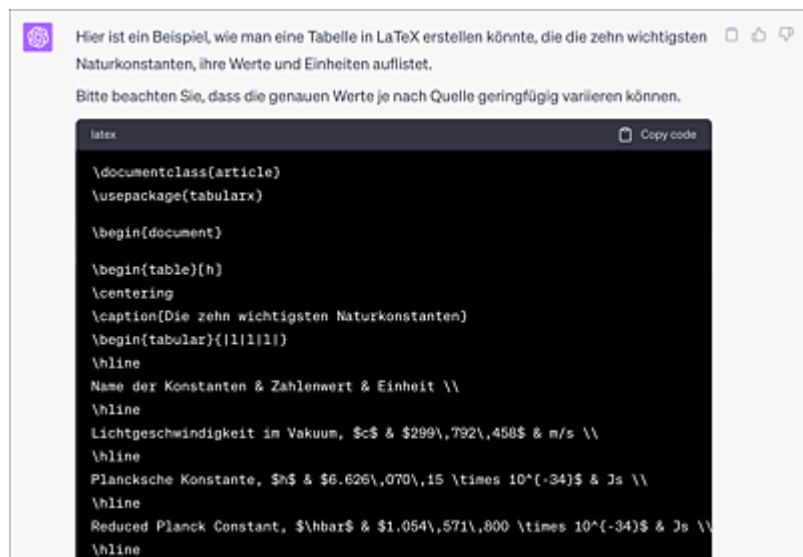 Hier ist ein Beispiel, wie man eine Tabelle in LaTeX erstellen könnte, die die zehn wichtigsten
Naturkonstanten, ihre Werte und Einheiten auflistet.
Bitte beachten Sie, dass die genauen Werte je nach Quelle geringfügig variieren können.
latex
Copy code
\documentclass{article}
\usepackage{tabularx}
\begin{document}
\begin{table}[h]
\centering
\caption{Die zehn wichtigsten Naturkonstanten}
\begin{tabular}{|l|l|l|}
\hline
Name der Konstanten & Zahlenwert & Einheit \\
\hline
Lichtgeschwindigkeit im Vakuum, $c$ & $299\,792\,458$ & m/s \\
\hline
Plancksche Konstante, $h$ & $6.626\,070\,15 \times 10^{-34}$ & Js \\
\hline
Reduced Planck Constant, $\hbar$ & $1.054\,571\,800 \times 10^{-34}$ & Js \\
\hline